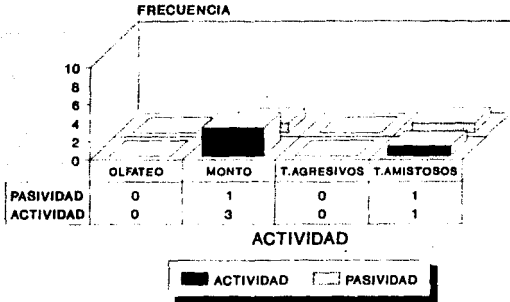 FRECUENCIA
10
8
6
4
2
0
OLFATEO MONTO T.AGRESIVOS T.AMISTOSOS
PASIVIDAD 0 1 0 1
ACTIVIDAD 0 3 0 1
ACTIVIDAD
ACTIVIDAD PASIVIDAD